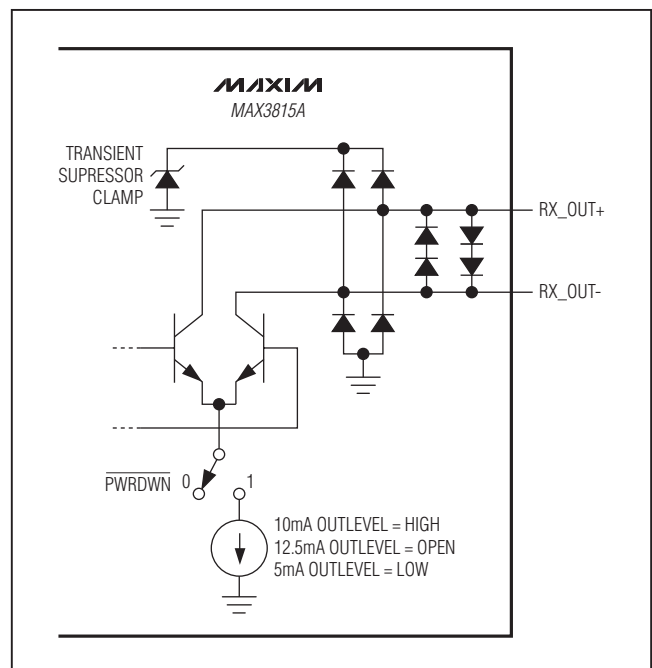 MAXIM
MAX3815A
TRANSIENT
SUPRESSOR
CLAMP
RX_OUT+
RX_OUT-
PWRDWN 0 1
10mA OUTLEVEL = HIGH
12.5mA OUTLEVEL = OPEN
5mA OUTLEVEL = LOW